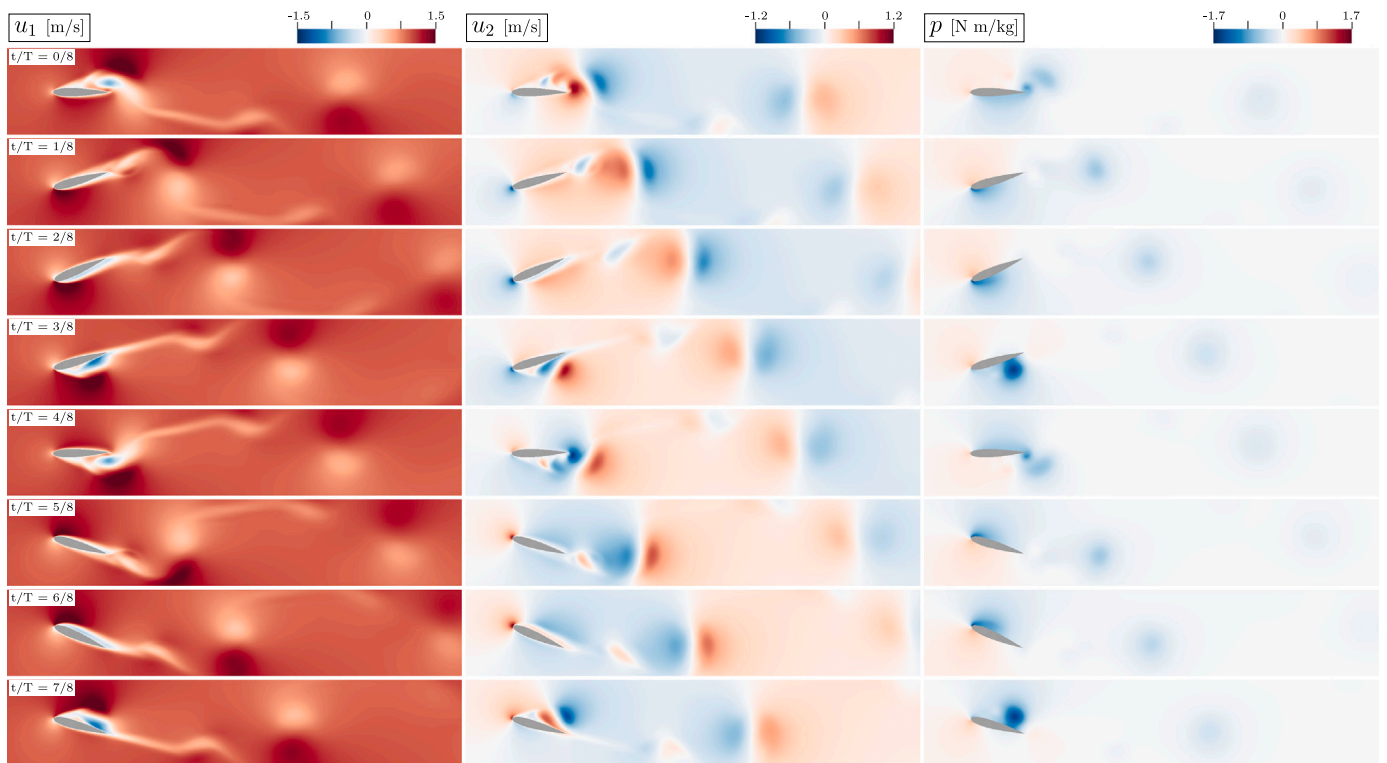 u₁ [m/s]
-1.5 0 1.5
u₂ [m/s]
-1.2 0 1.2
p [N m/kg]
-1.7 0 1.7
t/T = 0/8
t/T = 1/8
t/T = 2/8
t/T = 3/8
t/T = 4/8
t/T = 5/8
t/T = 6/8
t/T = 7/8